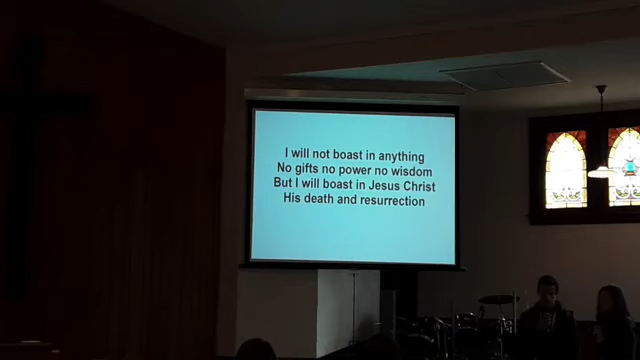 I will not boast in anything
No gifts no power no wisdom
But I will boast in Jesus Christ
His death and resurrection